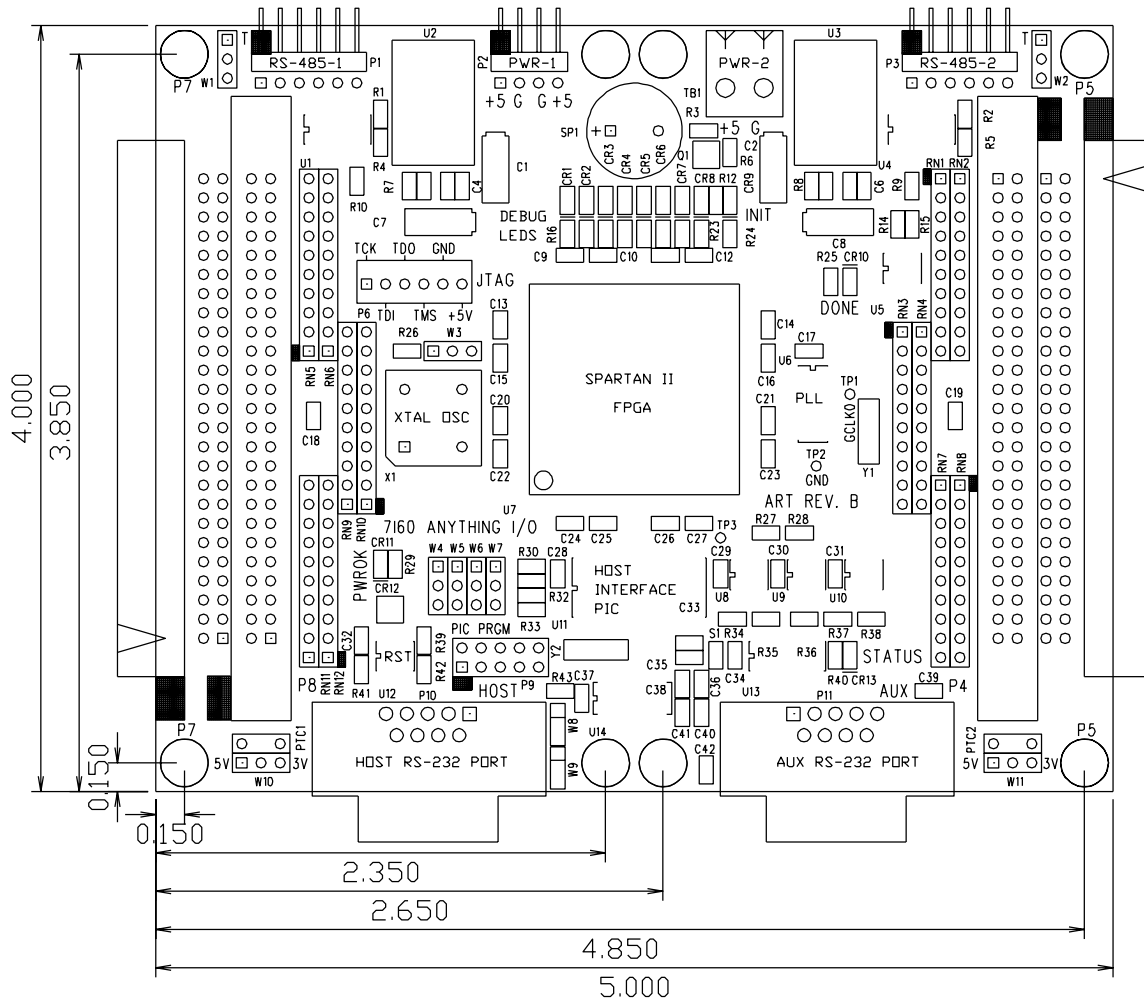 T
W1
RS-485-1
P1
U2
P2
PWR-1
+5 G G +5
PWR-2
TB1
+5 G
U3
P3
RS-485-2
T
W2
P7
P5
R1
R4
U1
R7
C4
C1
R10
C7
SP1
+
CR3
CR4
CR5
CR6
R3
Q1
C2
R6
CR1
CR2
CR7
CR8
R12
CR9
DEBUG
LEDS
INIT
R16
R23
R24
C9
C10
C12
R2
R5
U4
RN1
RN2
R8
C6
R9
R14
R15
C8
R25
CR10
DONE
U5
RN3
RN4
TCK TDO GND
JTAG
TDI TMS +5V
P6
R26
W3
C13
C15
C20
C22
C14
U6
C16
C17
C21
C23
PLL
TP1
GCLK0
TP2
GND
Y1
C19
RN5
RN6
C18
XTAL OSC
X1
SPARTAN II
FPGA
RN7
RN8
ART REV. B
RN9
RN10
U7
7I60 ANYTHING I/O
C24
C25
C26
C27
TP3
R27
R28
PWROK
CR11
R29
CR12
W4
W5
W6
W7
R30
C28
R32
R33
U11
HOST
INTERFACE
PIC
C33
C29
U8
C30
U9
C31
U10
C32
R39
RST
R42
R41
U12
PIC PRGM
P9
HOST
Y2
C35
S1
R34
R35
R36
R37
R38
STATUS
R40
CR13
C34
C36
C38
R43
C37
U13
AUX
C39
P4
P8
RN11
RN12
P10
P11
W8
W9
U14
C41
C40
C42
HOST RS-232 PORT
AUX RS-232 PORT
P7
P5
PTC1
5V
3V
W10
PTC2
5V
3V
W11
4.000
3.850
0.150
0.150
2.350
2.650
4.850
5.000